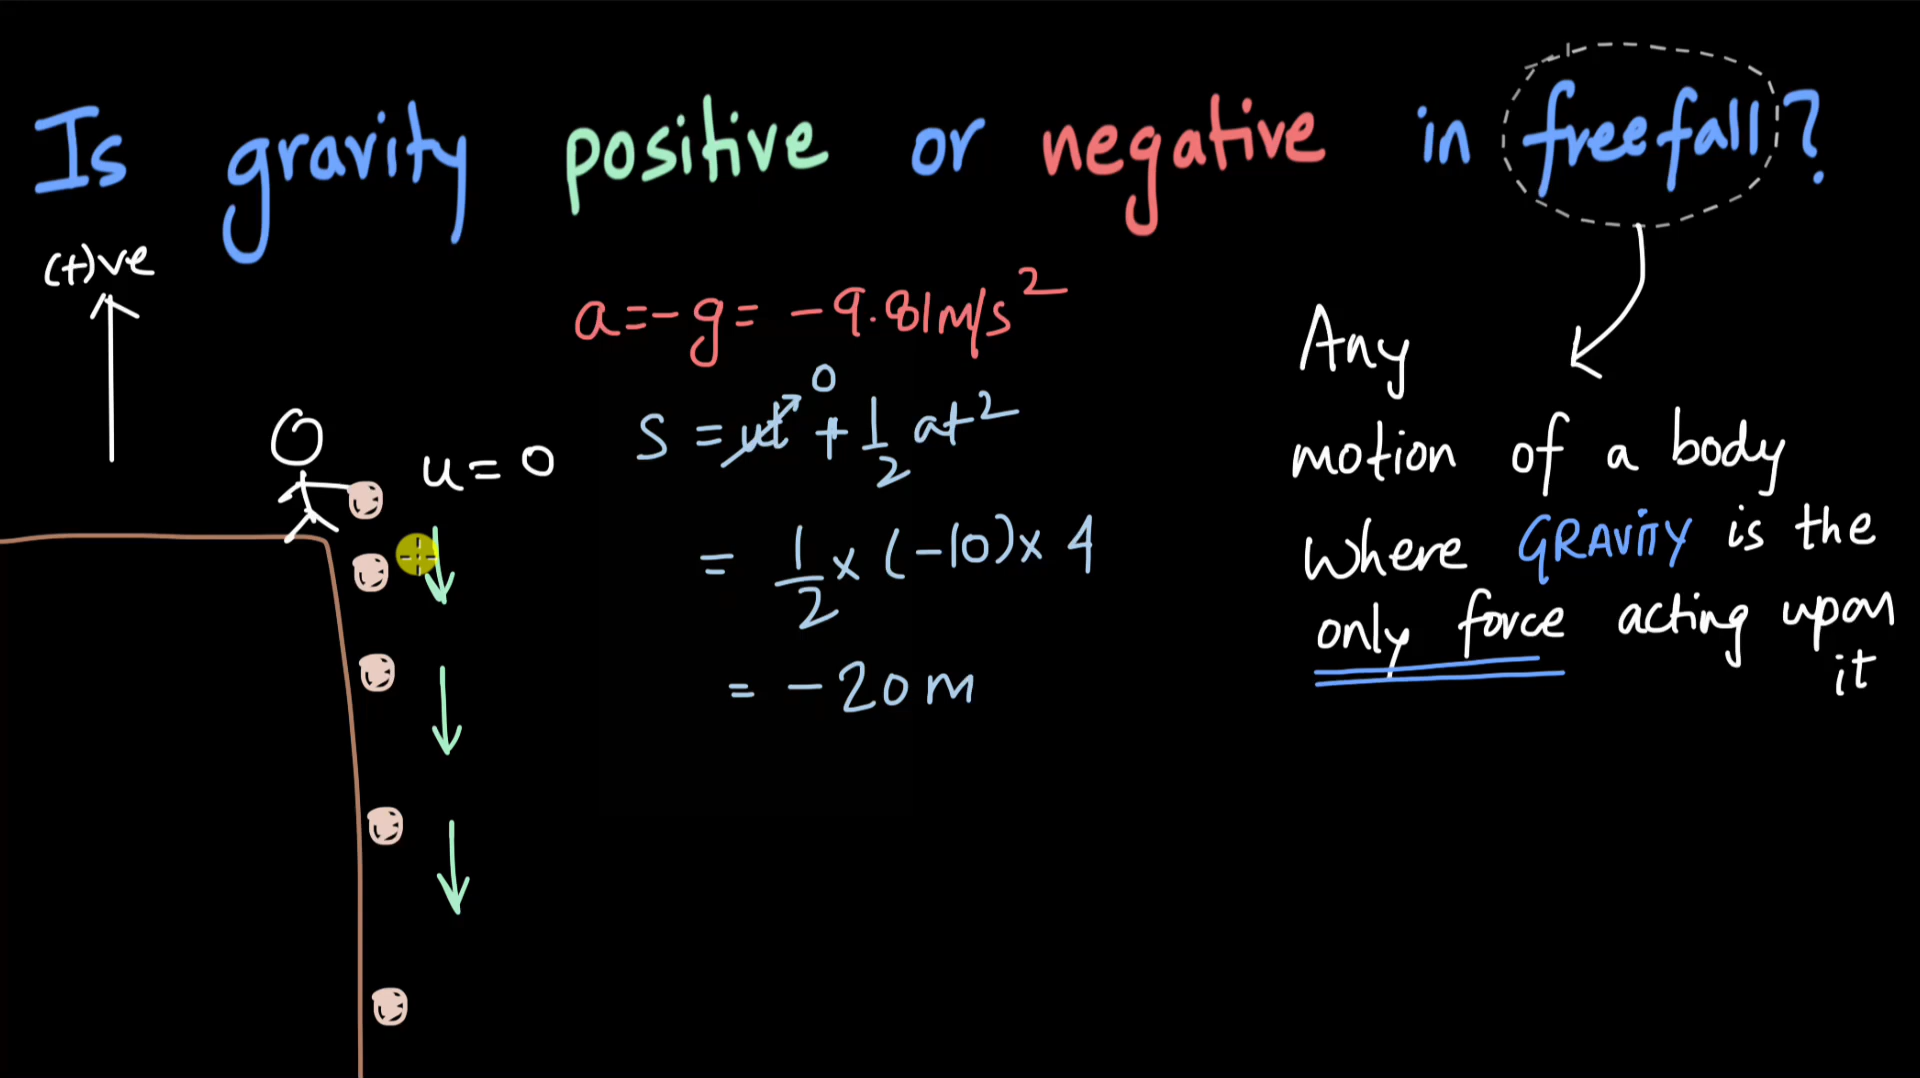 Is gravity positive or negative in freefall?
(+)ve
a=-g= -9.81m/s²
u=0
S = ut + 1/2 at²
0
= 1/2 x (-10) x 4
= -20m
Any
motion of a body
where GRAVITY is the
only force acting upon
it